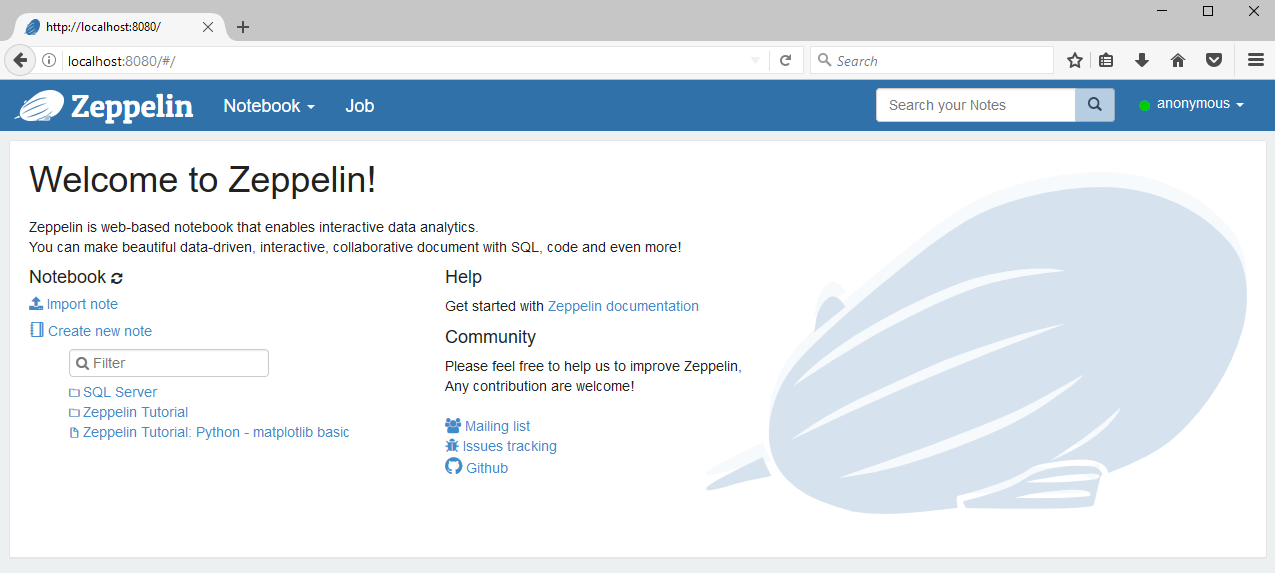 http://localhost:8080/
localhost:8080/#/
Search
Zeppelin
Notebook
Job
Search your Notes
anonymous
Welcome to Zeppelin!
Zeppelin is web-based notebook that enables interactive data analytics.
You can make beautiful data-driven, interactive, collaborative document with SQL, code and even more!
Notebook
Import note
Create new note
Filter
SQL Server
Zeppelin Tutorial
Zeppelin Tutorial: Python - matplotlib basic
Help
Get started with Zeppelin documentation
Community
Please feel free to help us to improve Zeppelin,
Any contribution are welcome!
Mailing list
Issues tracking
Github